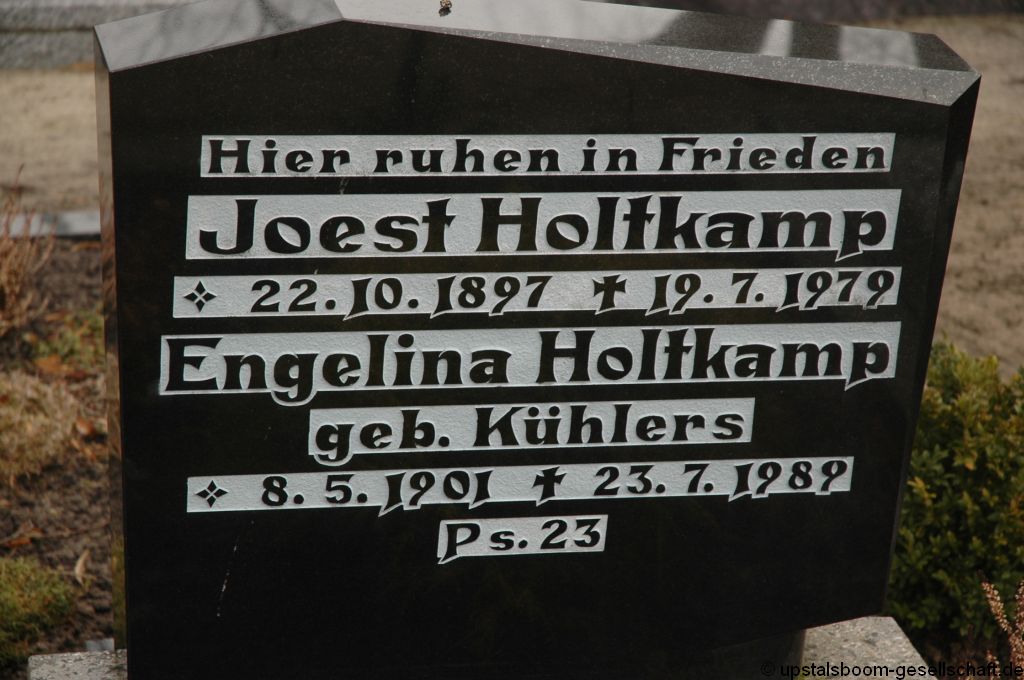 Hier ruhen in Frieden
Joest Holtkamp
22.10.1897 ✝ 19.7.1979
Engelina Holtkamp
geb. Kühlers
8.5.1901 ✝ 23.7.1989
Ps. 23
© upstalsboom-gesellschaft.de